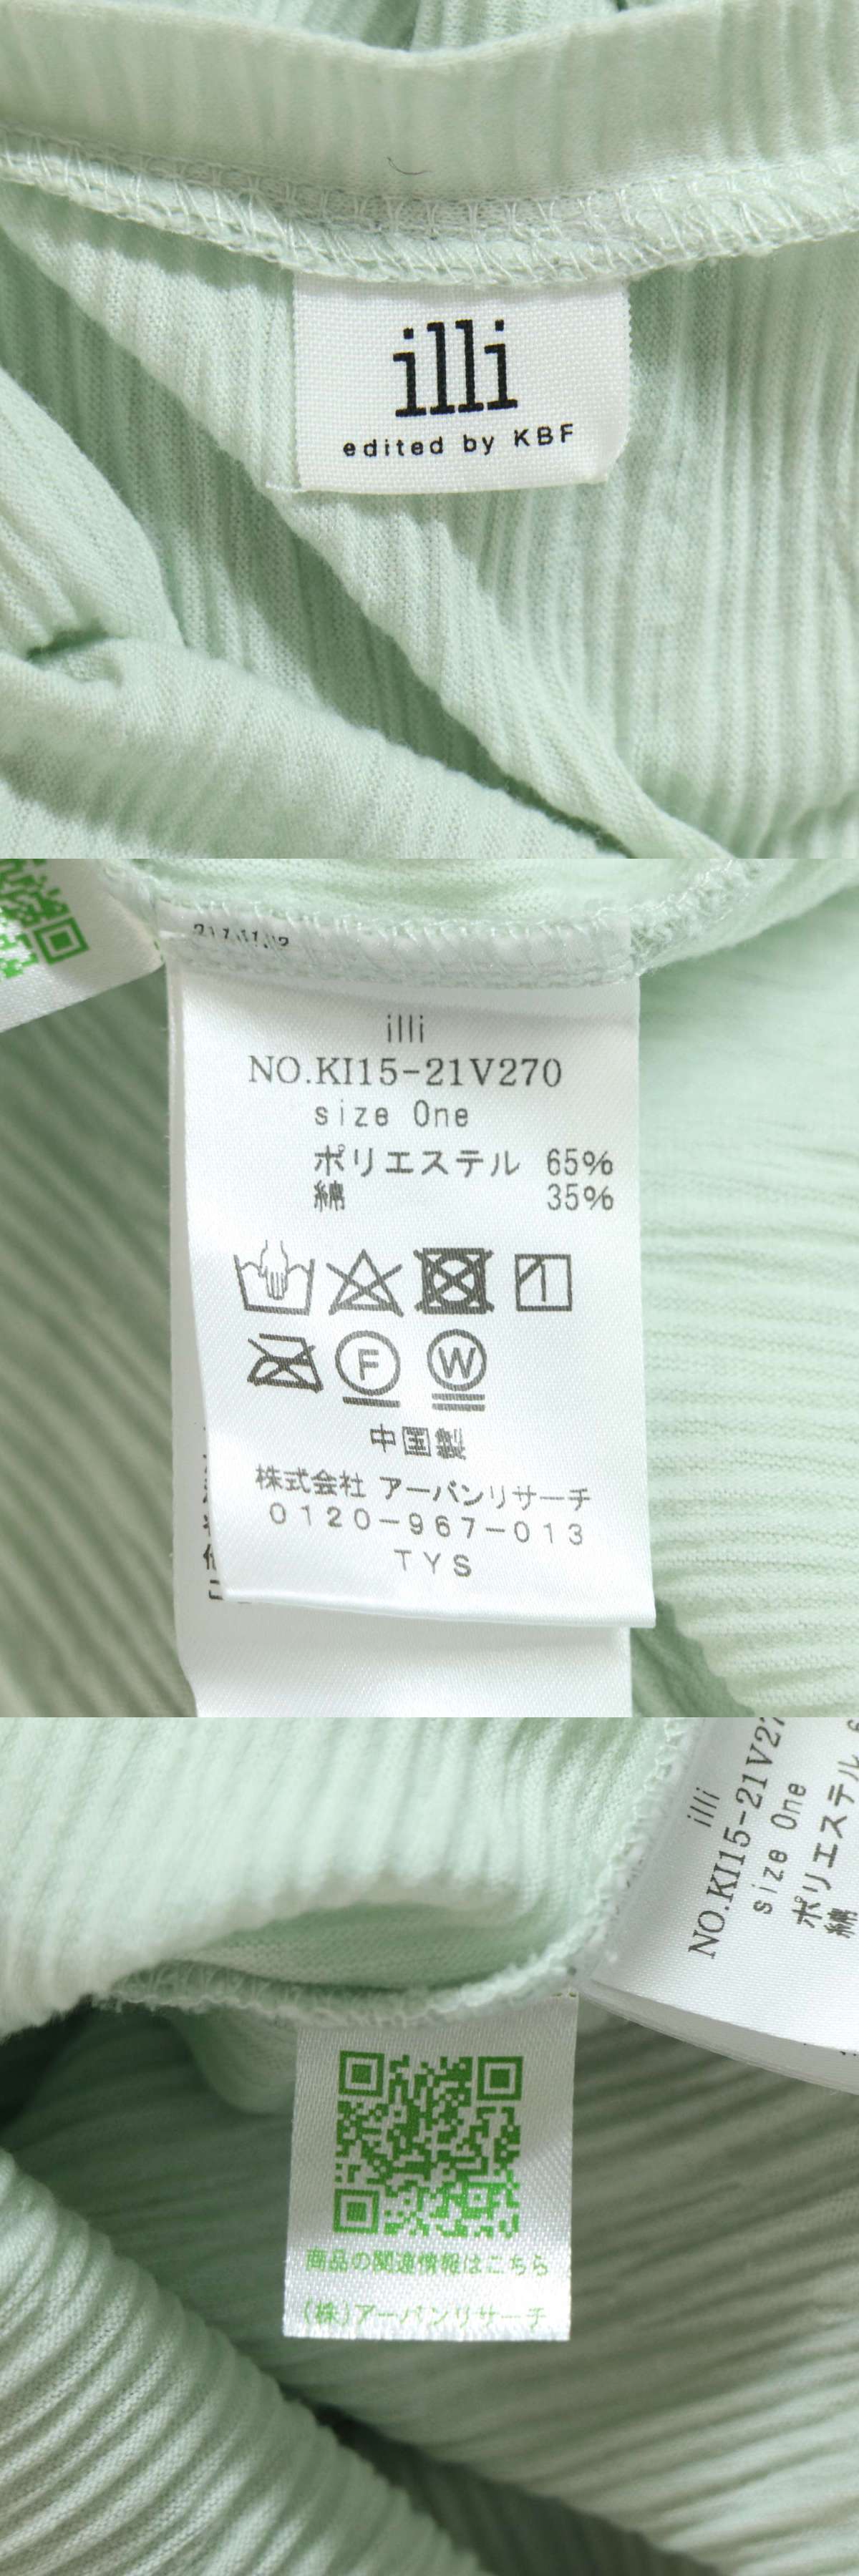 illi
edited by KBF
illi
NO.KI15-21V270
size One
ポリエステル 65%
綿 35%
F W
中国製
株式会社 アーバンリサーチ
0120-967-013
TYS
illi
NO.KI15-21V27
size One
ポリエステル 6
綿
商品の関連情報はこちら
(株)アーバンリサーチ